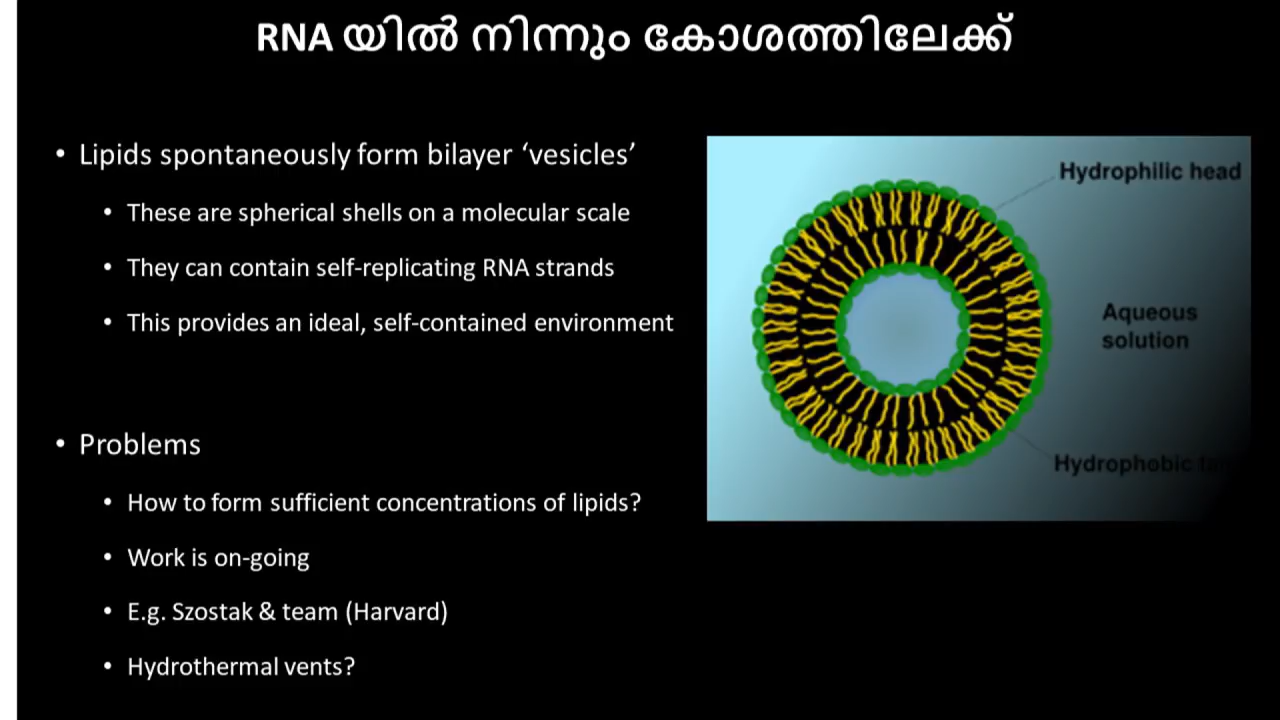 RNA യിൽ നിന്നും കോശത്തിലേക്ക്
• Lipids spontaneously form bilayer ‘vesicles’
• These are spherical shells on a molecular scale
• They can contain self-replicating RNA strands
• This provides an ideal, self-contained environment
• Problems
• How to form sufficient concentrations of lipids?
• Work is on-going
• E.g. Szostak & team (Harvard)
• Hydrothermal vents?
Hydrophilic head
Aqueous
solution
Hydrophobic